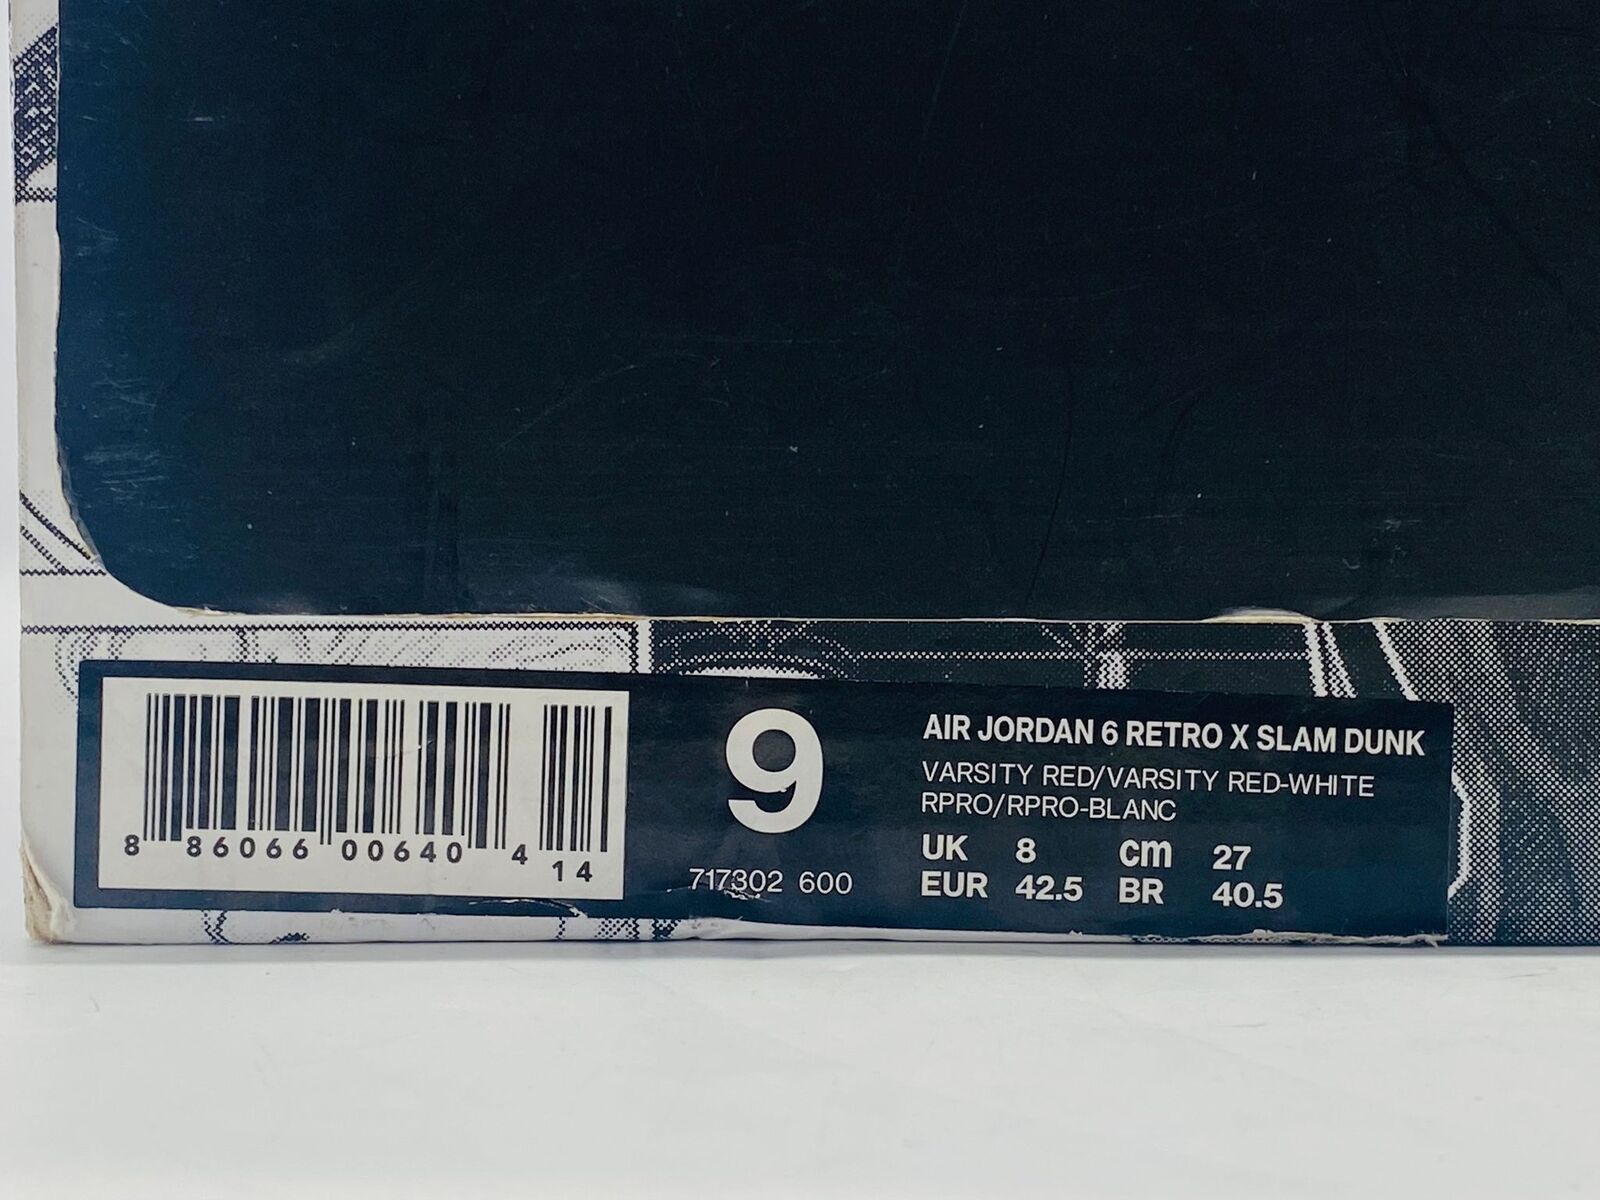 8 86066 00640 4 14
9
717302 600
AIR JORDAN 6 RETRO X SLAM DUNK
VARSITY RED/VARSITY RED-WHITE
RPRO/RPRO-BLANC
UK 8 cm 27
EUR 42.5 BR 40.5